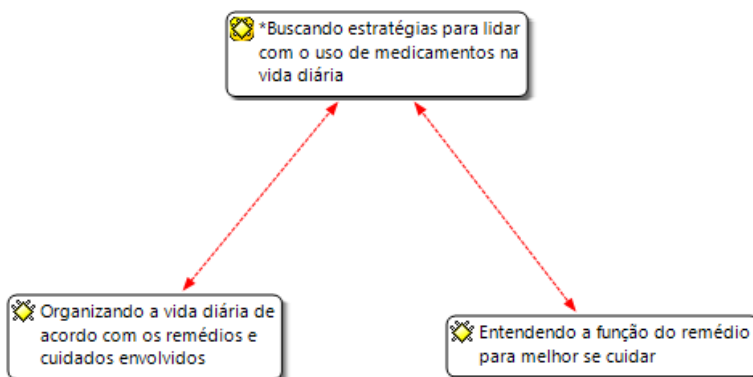 *Buscando estratégias para lidar
com o uso de medicamentos na
vida diária
Organizando a vida diária de
acordo com os remédios e
cuidados envolvidos
Entendendo a função do remédio
para melhor se cuidar